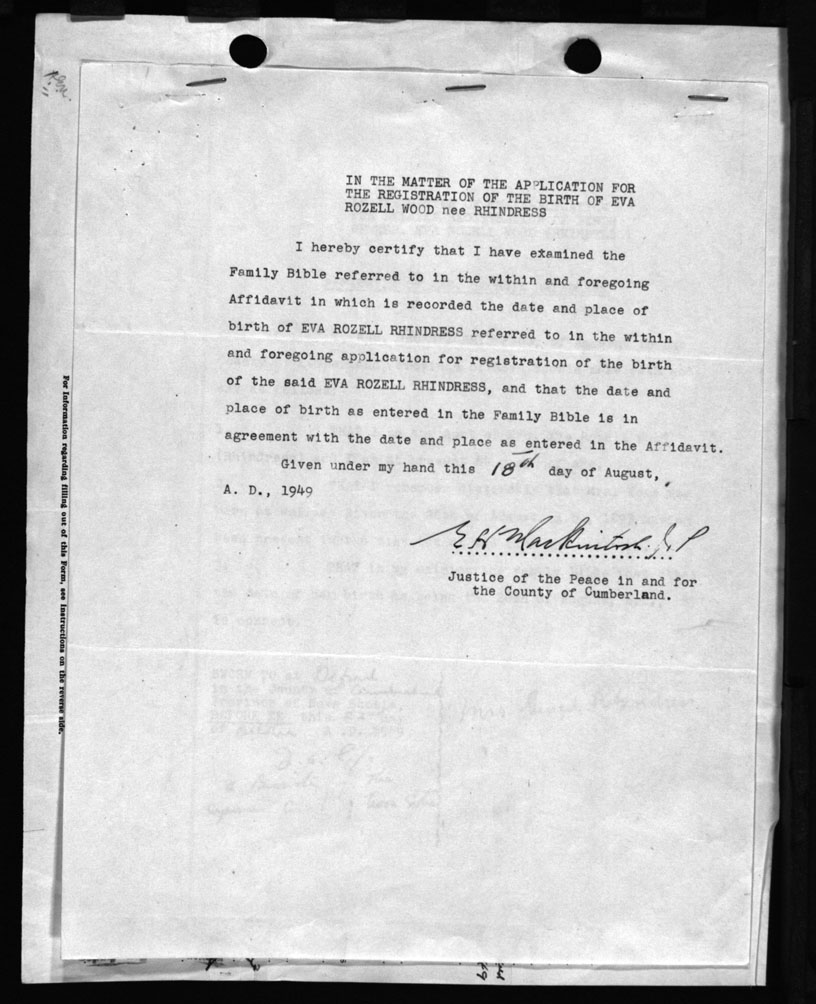 IN THE MATTER OF THE APPLICATION FOR
THE REGISTRATION OF THE BIRTH OF EVA
ROZELL WOOD nee RHINDRESS
I hereby certify that I have examined the
Family Bible referred to in the within and foregoing
Affidavit in which is recorded the date and place of
birth of EVA ROZELL RHINDRESS referred to in the within
and foregoing application for registration of the birth
of the said EVA ROZELL RHINDRESS, and that the date and
place of birth as entered in the Family Bible is in
agreement with the date and place as entered in the Affidavit.
Given under my hand this 18th day of August,
A. D., 1949
E H Mackintosh. J P
Justice of the Peace in and for
the County of Cumberland.
For Information regarding filling out of this Form, see Instructions on the reverse side.